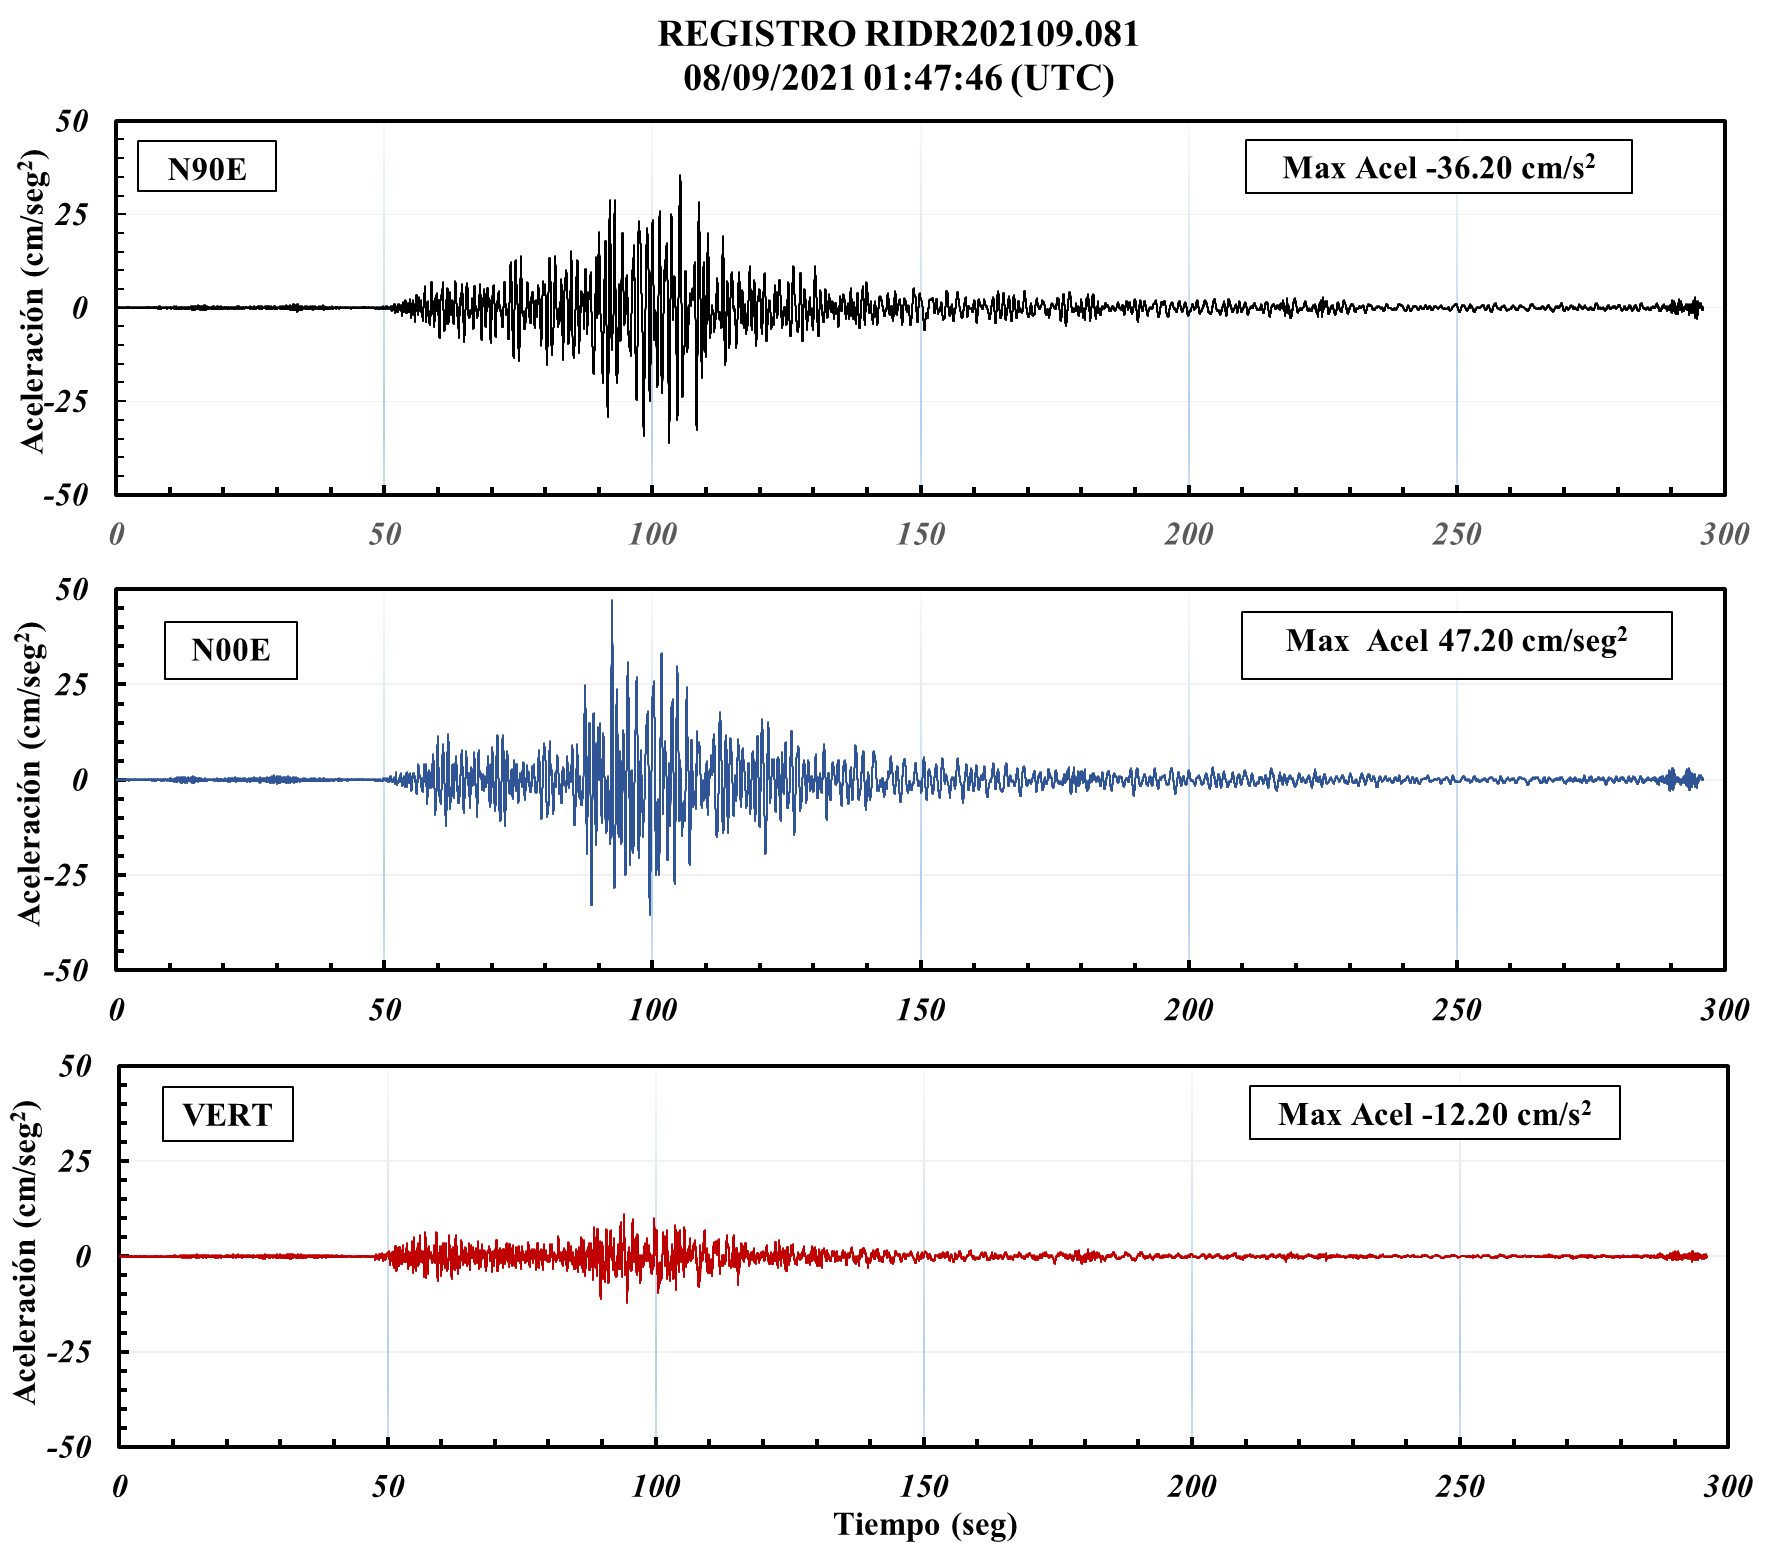 REGISTRO RIDR202109.081
08/09/2021 01:47:46 (UTC)
Aceleración (cm/seg²)
50
25
0
-25
-50
N90E
Max Acel -36.20 cm/s²
0 50 100 150 200 250 300
Aceleración (cm/seg²)
50
25
0
-25
-50
N00E
Max Acel 47.20 cm/seg²
0 50 100 150 200 250 300
Aceleración (cm/seg²)
50
25
0
-25
-50
VERT
Max Acel -12.20 cm/s²
0 50 100 150 200 250 300
Tiempo (seg)